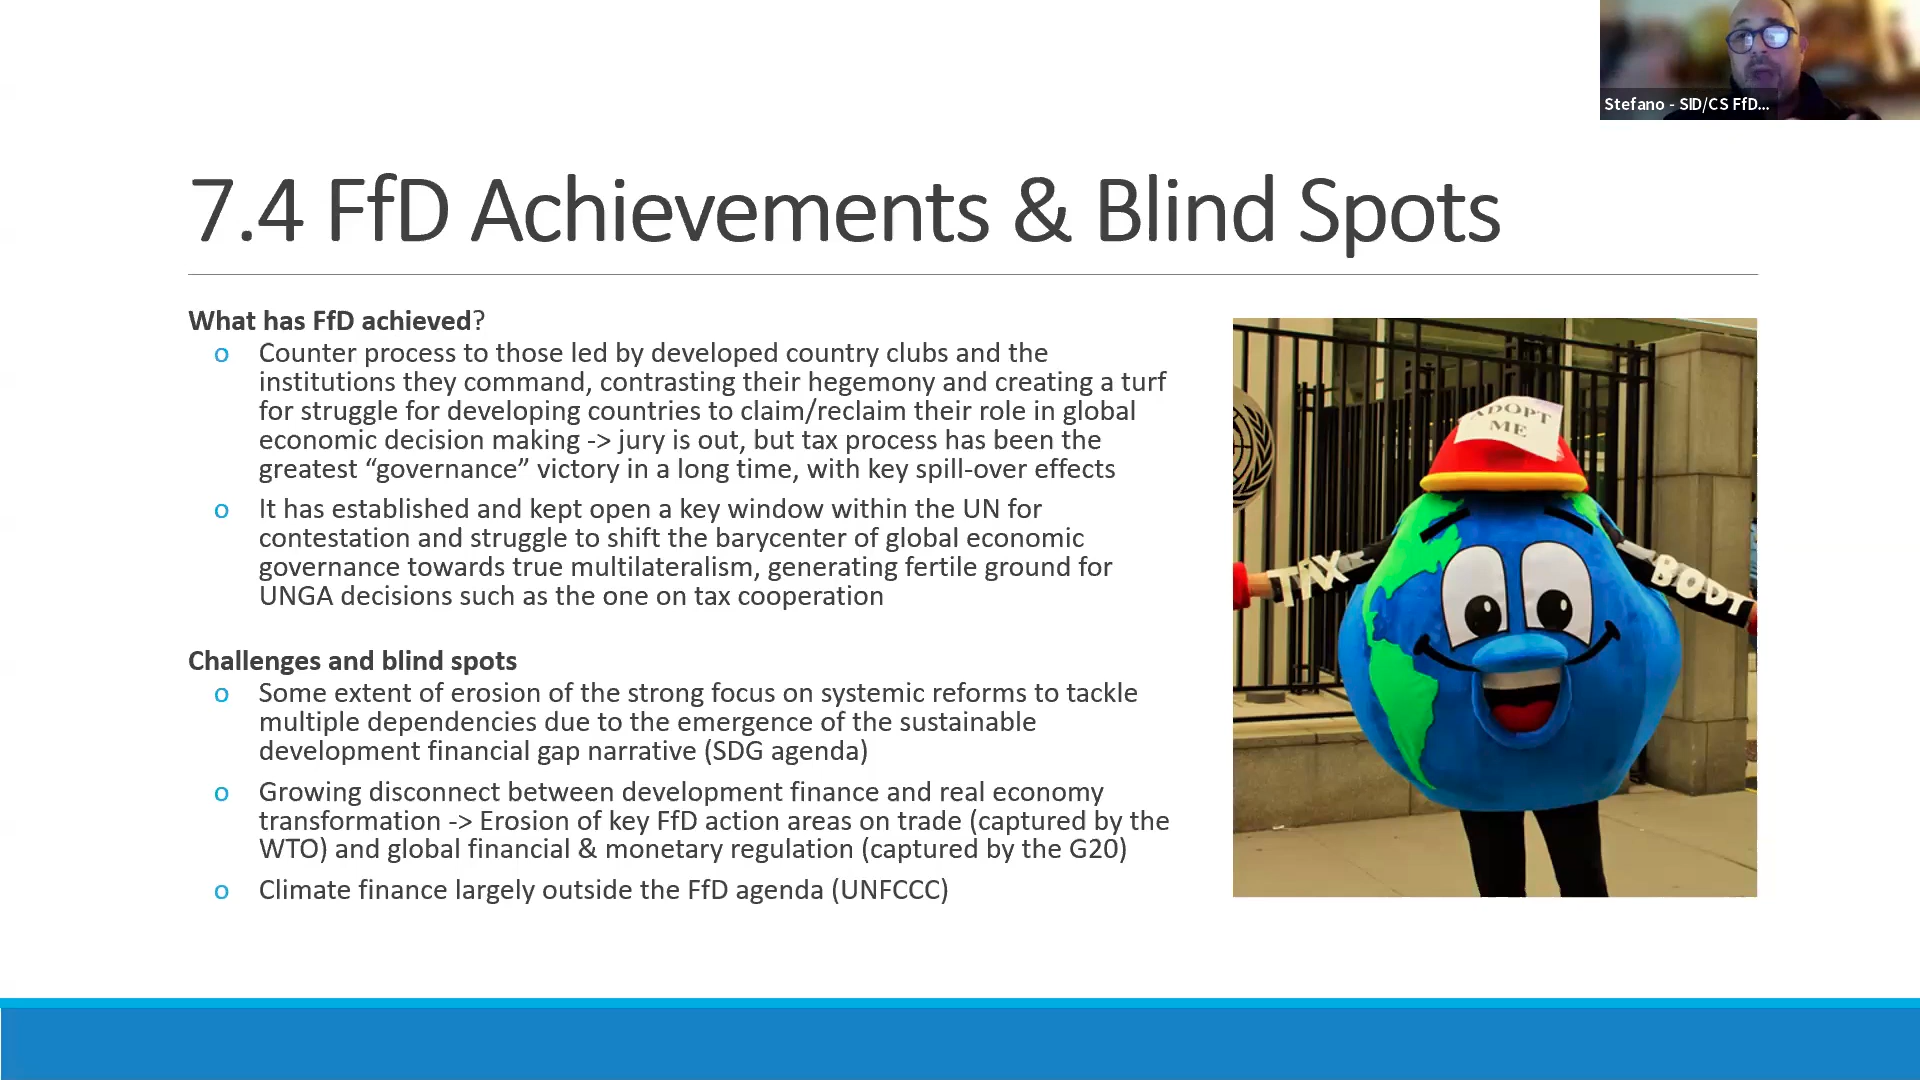 Stefano - SID/CS FfD...
7.4 FfD Achievements & Blind Spots
What has FfD achieved?
o Counter process to those led by developed country clubs and the
institutions they command, contrasting their hegemony and creating a turf
for struggle for developing countries to claim/reclaim their role in global
economic decision making -> jury is out, but tax process has been the
greatest “governance” victory in a long time, with key spill-over effects
o It has established and kept open a key window within the UN for
contestation and struggle to shift the barycenter of global economic
governance towards true multilateralism, generating fertile ground for
UNGA decisions such as the one on tax cooperation
Challenges and blind spots
o Some extent of erosion of the strong focus on systemic reforms to tackle
multiple dependencies due to the emergence of the sustainable
development financial gap narrative (SDG agenda)
o Growing disconnect between development finance and real economy
transformation -> Erosion of key FfD action areas on trade (captured by the
WTO) and global financial & monetary regulation (captured by the G20)
o Climate finance largely outside the FfD agenda (UNFCCC)
ADOPT
ME
TAX
BODY